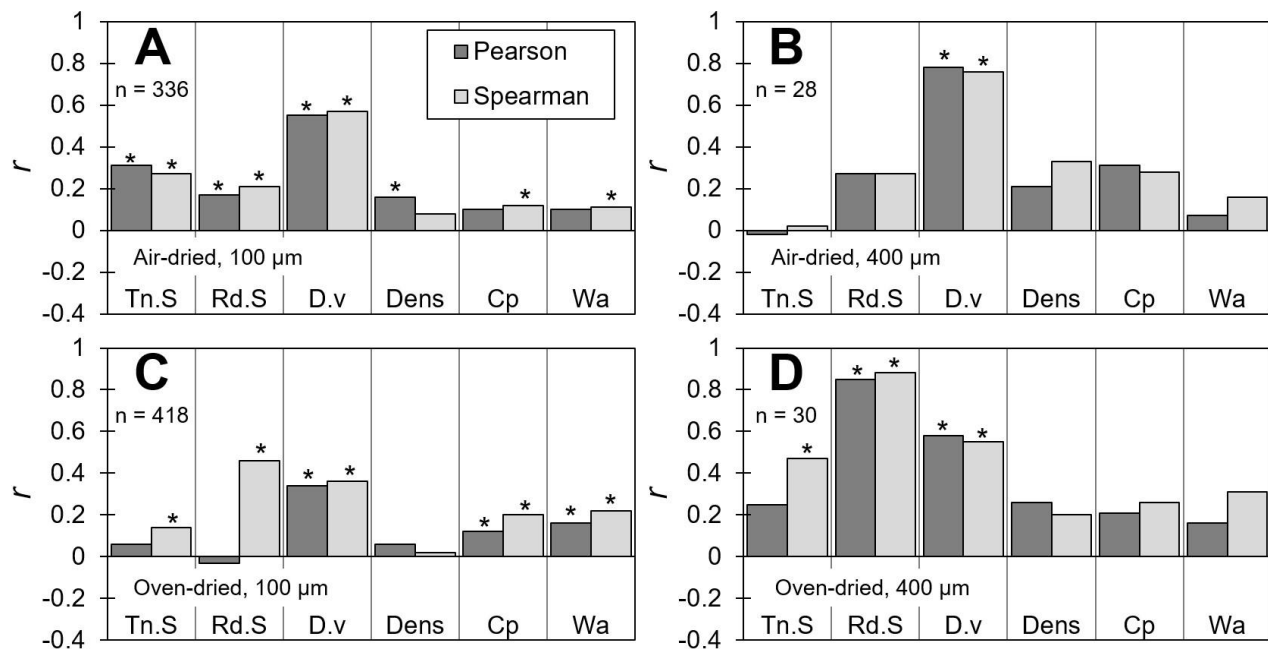 A
n = 336
Pearson
Spearman
1
0.8
0.6
0.4
0.2
0
-0.2
-0.4
r
* * * * * * * * *
Air-dried, 100 µm
Tn.S Rd.S D.v Dens Cp Wa
B
n = 28
1
0.8
0.6
0.4
0.2
0
-0.2
-0.4
r
* *
Air-dried, 400 µm
Tn.S Rd.S D.v Dens Cp Wa
C
n = 418
1
0.8
0.6
0.4
0.2
0
-0.2
-0.4
r
* * * * * * * *
Oven-dried, 100 µm
Tn.S Rd.S D.v Dens Cp Wa
D
n = 30
1
0.8
0.6
0.4
0.2
0
-0.2
-0.4
r
* * * * *
Oven-dried, 400 µm
Tn.S Rd.S D.v Dens Cp Wa